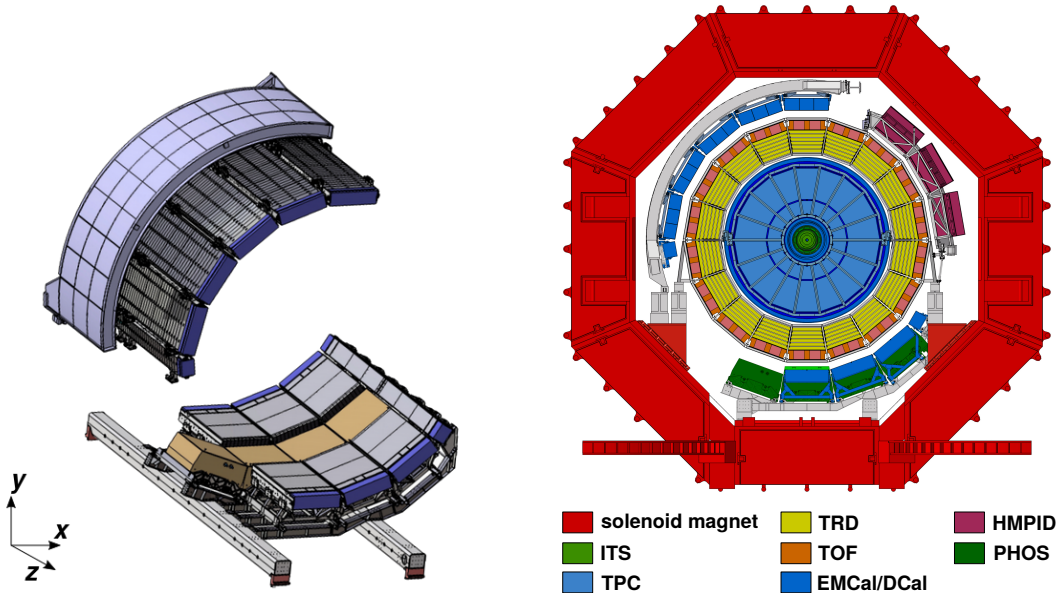 y
x
z
solenoid magnet
TRD
HMPID
ITS
TOF
PHOS
TPC
EMCal/DCal